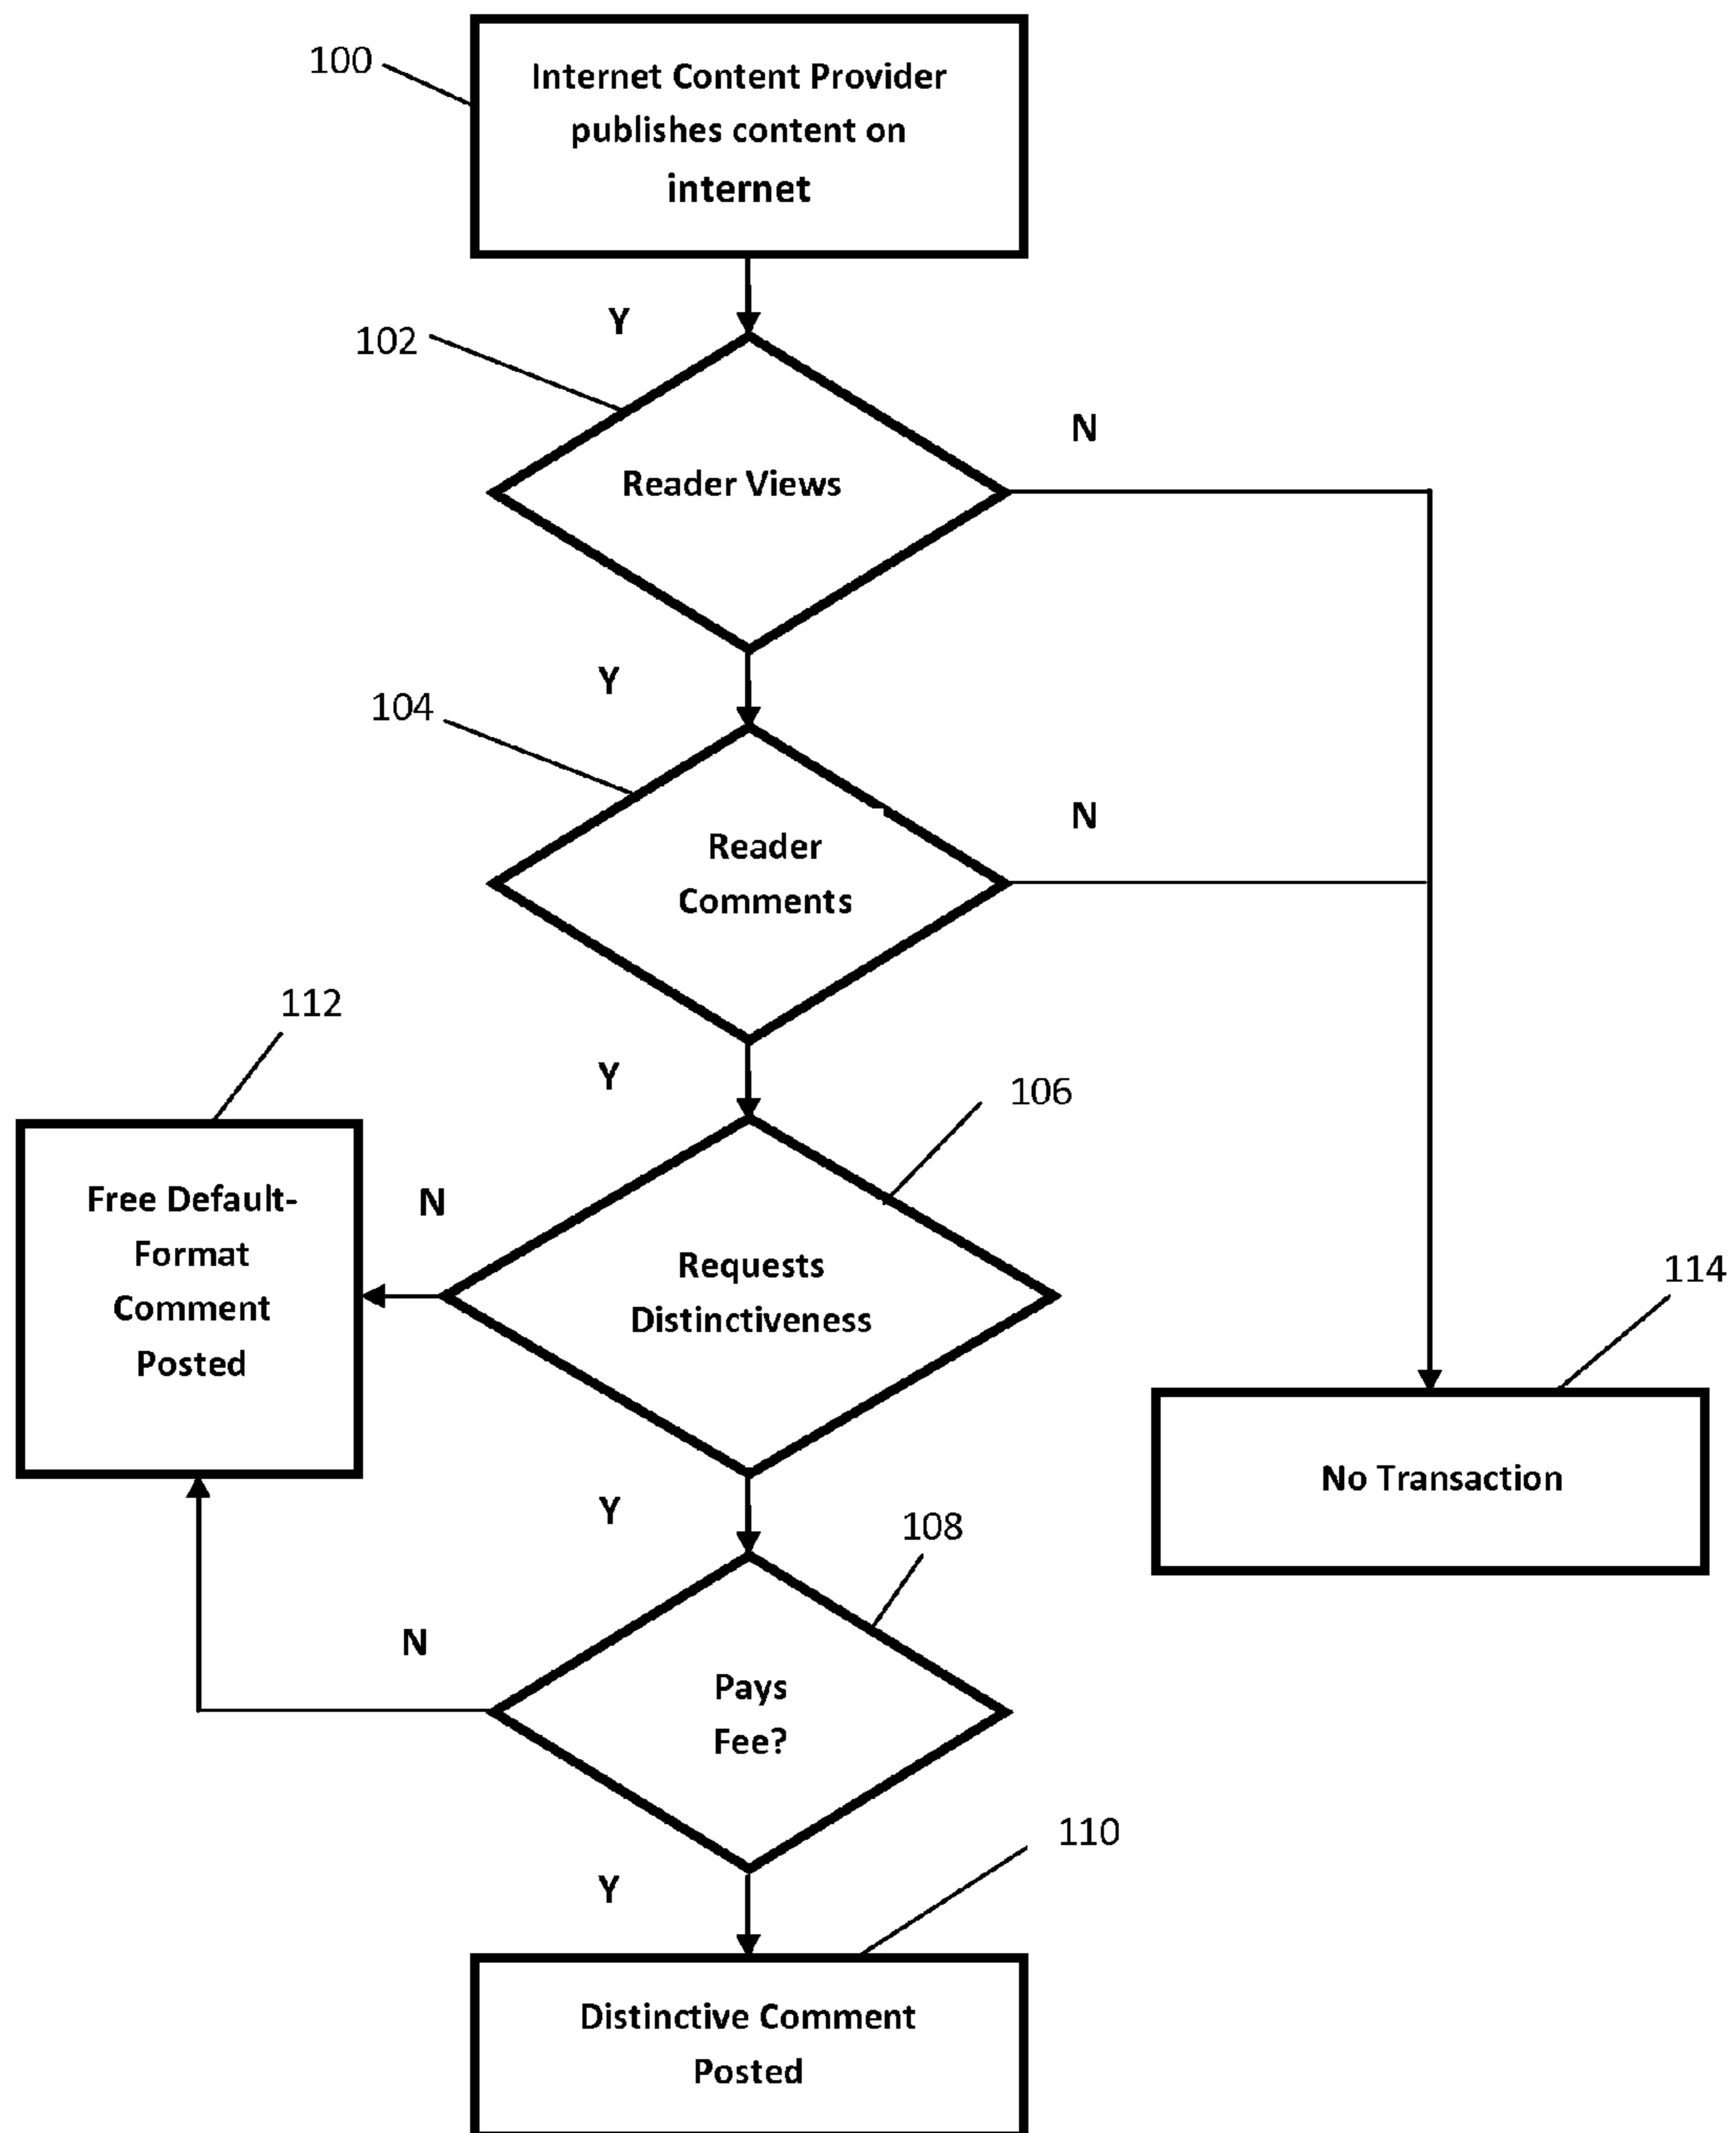 100
Internet Content Provider
publishes content on
internet
Y
102
N
Reader Views
Y
104
N
Reader
Comments
112
Y
106
Free Default-
Format
Comment
Posted
N
Requests
Distinctiveness
114
No Transaction
Y
108
N
Pays
Fee?
110
Y
Distinctive Comment
Posted